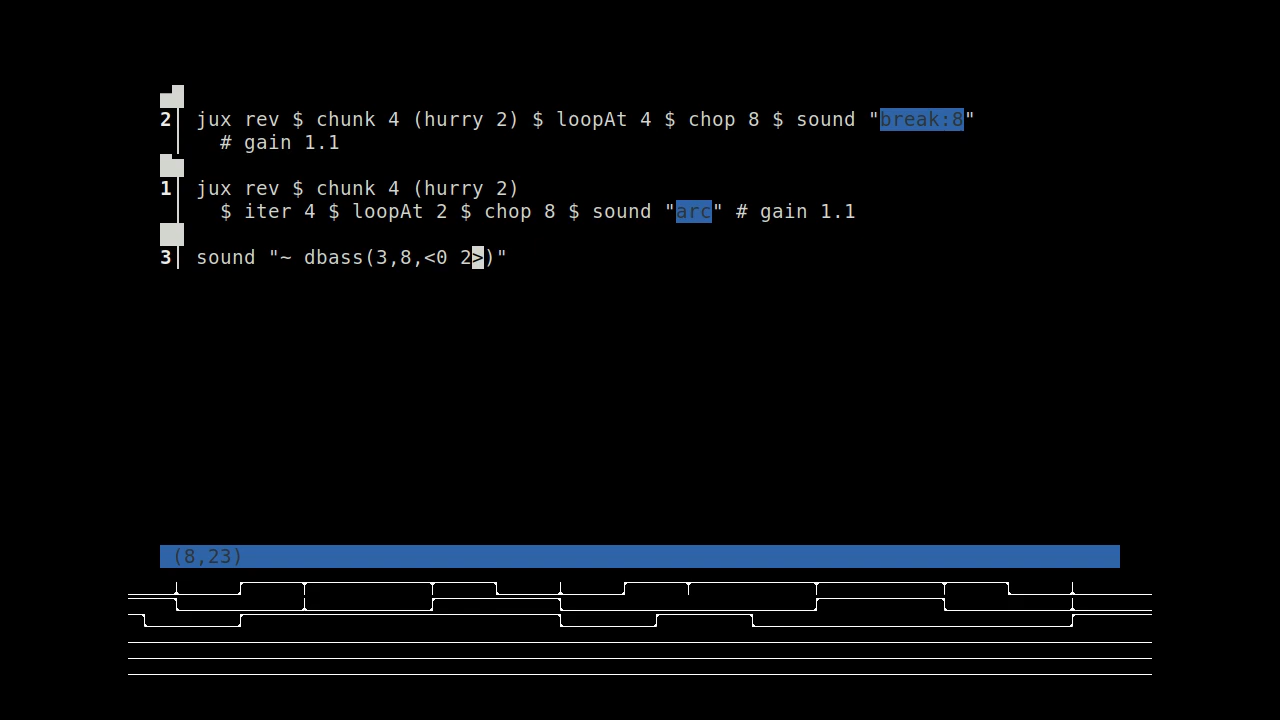 2 jux rev $ chunk 4 (hurry 2) $ loopAt 4 $ chop 8 $ sound "break:8"
# gain 1.1
1 jux rev $ chunk 4 (hurry 2)
$ iter 4 $ loopAt 2 $ chop 8 $ sound "arc" # gain 1.1
3 sound "~ dbass(3,8,<0 2>)"
(8,23)